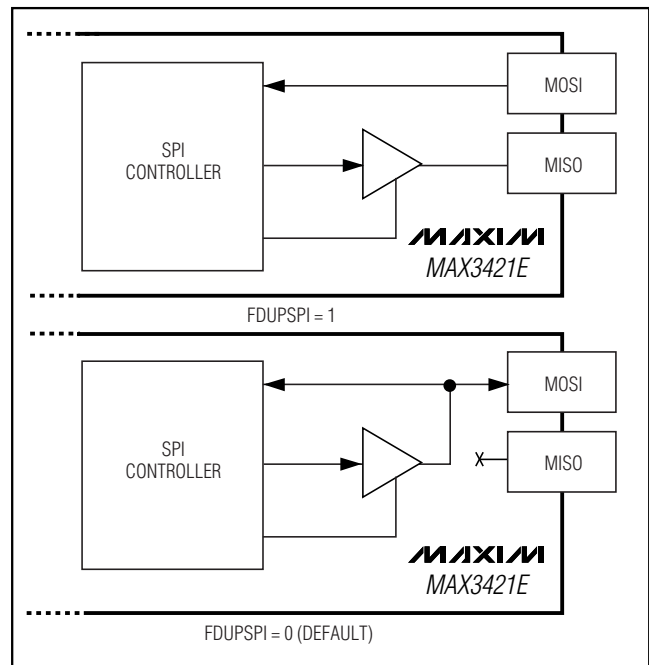 MOSI
SPI
CONTROLLER
MISO
MAXIM
MAX3421E
FDUPSPI = 1
MOSI
SPI
CONTROLLER
MISO
X
MAXIM
MAX3421E
FDUPSPI = 0 (DEFAULT)